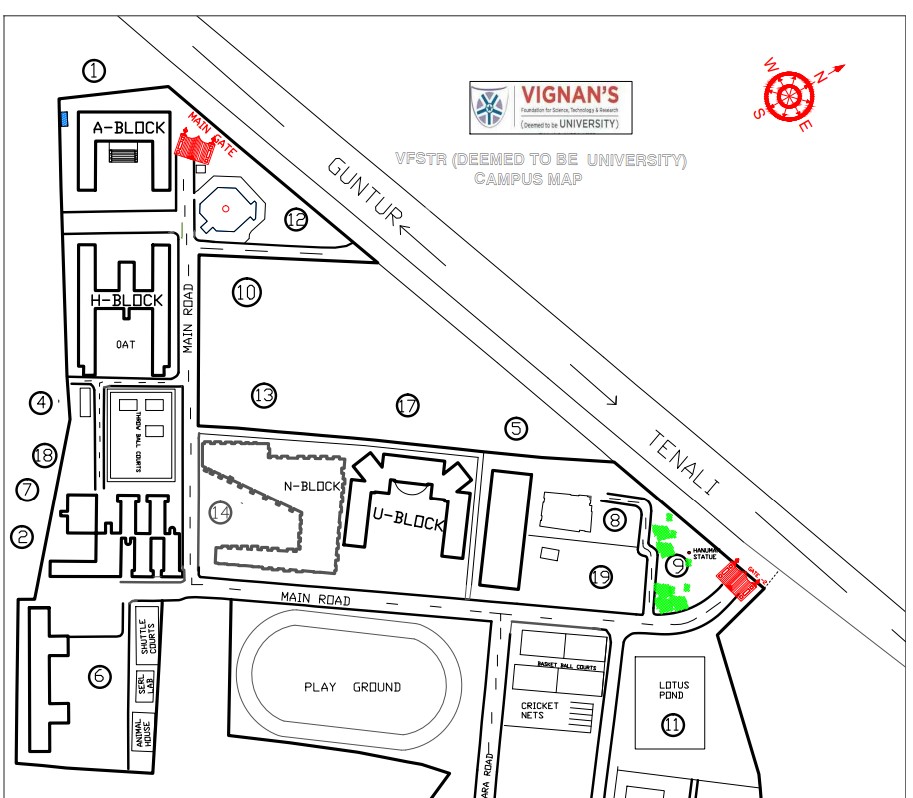 VIGNAN'S
Foundation for Science, Technology & Research
(Deemed to be UNIVERSITY)
VFSTR (DEEMED TO BE UNIVERSITY)
CAMPUS MAP
W
N
S
E
1
A-BLOCK
MAIN GATE
GUNTUR
12
H-BLOCK
OAT
MAIN ROAD
10
13
17
5
4
THROW BALL COURTS
18
7
2
TENALI
N-BLOCK
14
U-BLOCK
8
9
HANUMAN
STATUE
GATE-2
19
MAIN ROAD
SHUTTLE
COURTS
SERL
LAB
ANIMAL
HOUSE
6
PLAY GROUND
BASKET BALL COURTS
CRICKET
NETS
LOTUS
POND
11
ARA ROAD